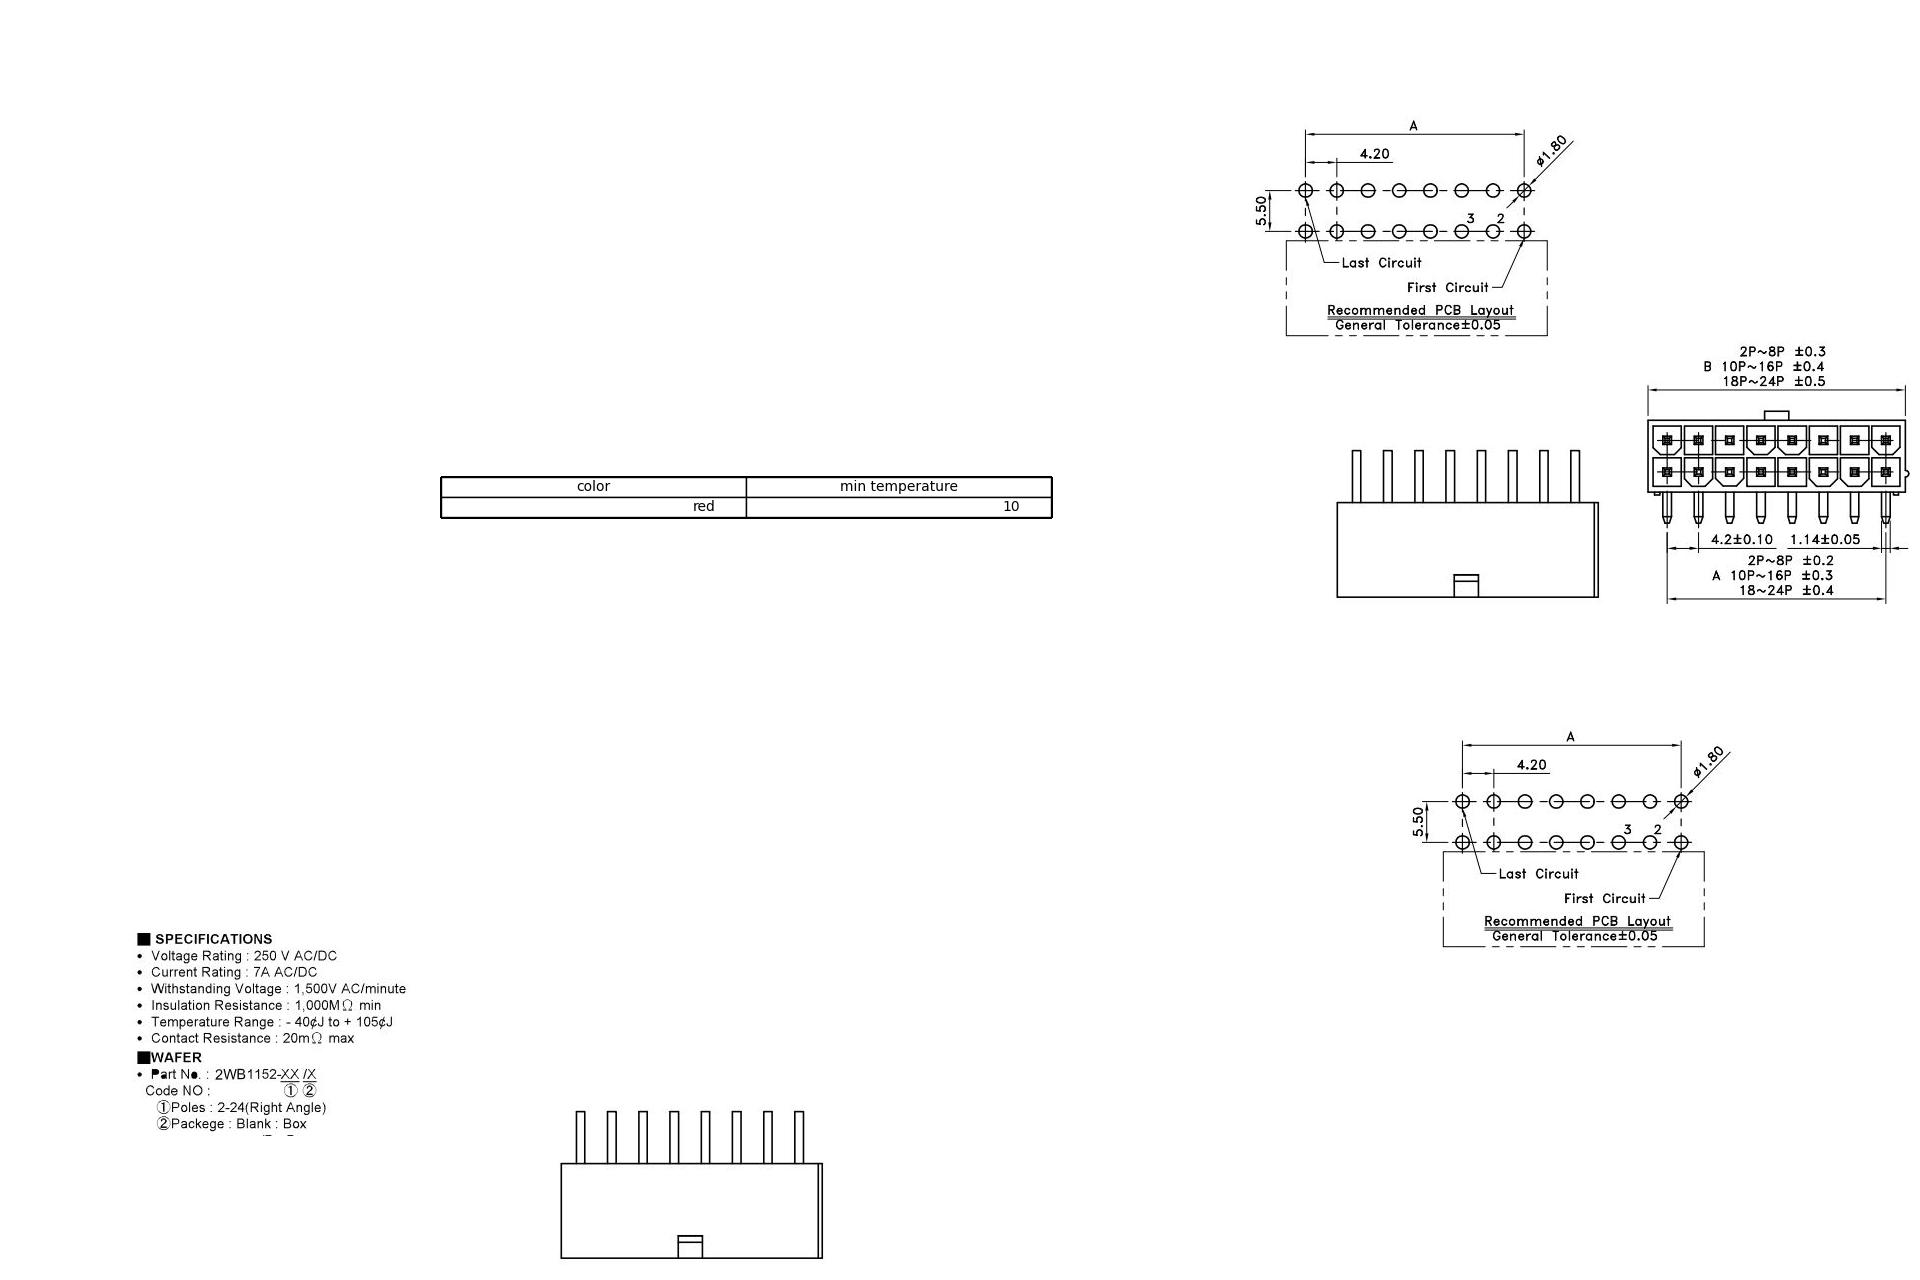 A
4.20
ø1.80
5.50
3 2
Last Circuit
First Circuit
Recommended PCB Layout
General Tolerance±0.05
2P~8P ±0.3
B 10P~16P ±0.4
18P~24P ±0.5
4.2±0.10 1.14±0.05
2P~8P ±0.2
A 10P~16P ±0.3
18~24P ±0.4
color min temperature
red 10
A
4.20
ø1.80
5.50
3 2
Last Circuit
First Circuit
Recommended PCB Layout
General Tolerance±0.05
■ SPECIFICATIONS
• Voltage Rating : 250 V AC/DC
• Current Rating : 7A AC/DC
• Withstanding Voltage : 1,500V AC/minute
• Insulation Resistance : 1,000MΩ min
• Temperature Range : - 40¢J to + 105¢J
• Contact Resistance : 20mΩ max
■WAFER
• Part No. : 2WB1152-XX /X
Code NO : ① ②
①Poles : 2-24(Right Angle)
②Packege : Blank : Box